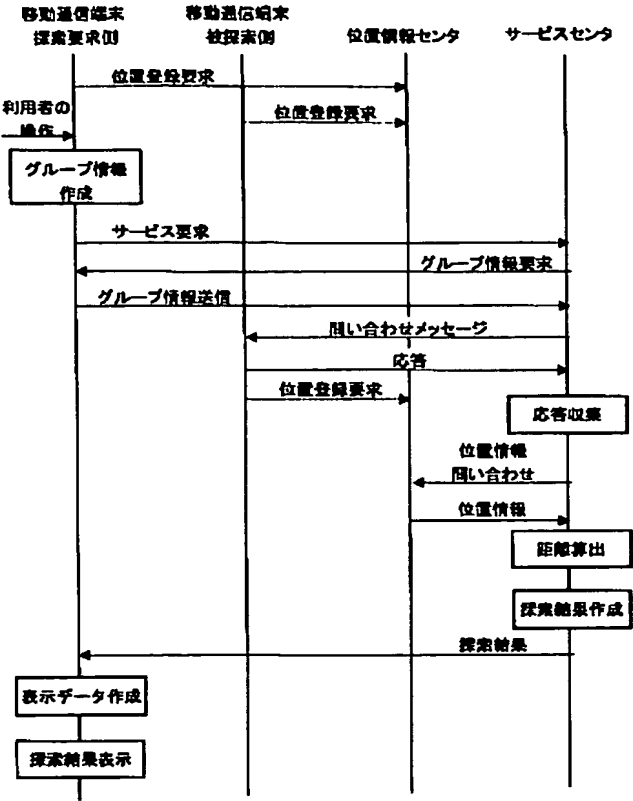 移動通信端末
探索要求側
移動通信端末
被探索側
位置情報センタ
サービスセンタ
位置登録要求
利用者の
操作
位置登録要求
グループ情報
作成
サービス要求
グループ情報要求
グループ情報送信
問い合わせメッセージ
応答
位置登録要求
応答収集
位置情報
問い合わせ
位置情報
距離算出
探索結果作成
探索結果
表示データ作成
探索結果表示